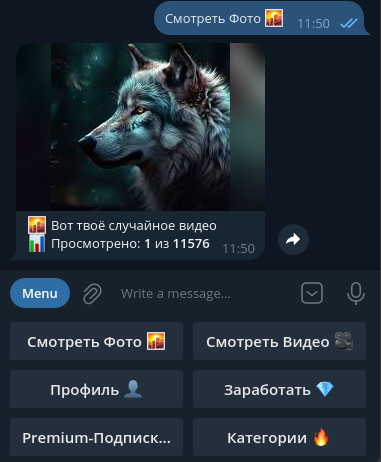 Смотреть Фото 🌇 11:50
🌇 Вот твоё случайное видео
📊 Просмотрено: 1 из 11576 11:50
Menu Write a message...
Смотреть Фото 🌇 Смотреть Видео 🎥
Профиль 👤 Заработать 💎
Premium-Подписк... Категории 🔥